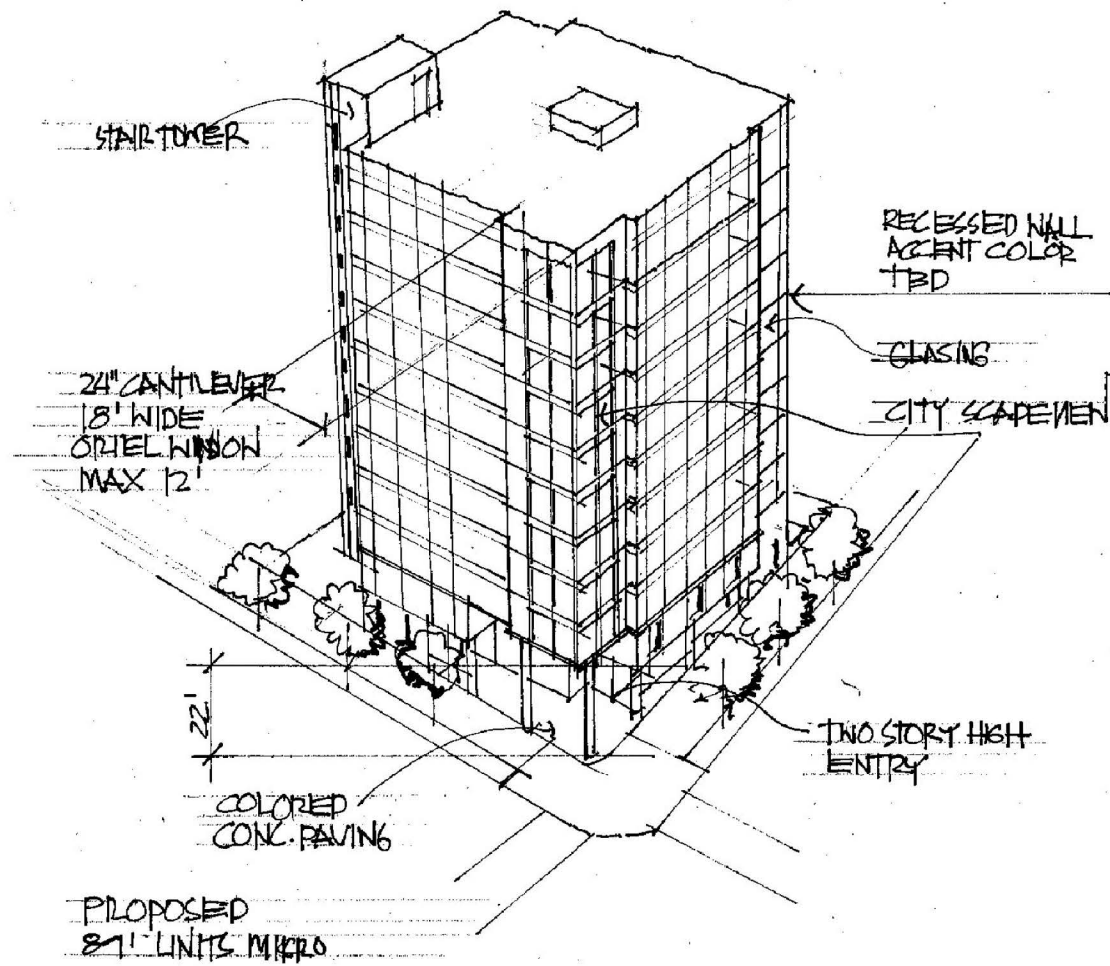 STAIR TOWER
RECESSED WALL
ACCENT COLOR
TBD
GLASING
CITY SCAPE VIEW
24" CANTILEVER
18' WIDE
ORIEL WINDOW
MAX 12'
22'
TWO STORY HIGH
ENTRY
COLORED
CONC. PAVING
PROPOSED
UNITS MICRO